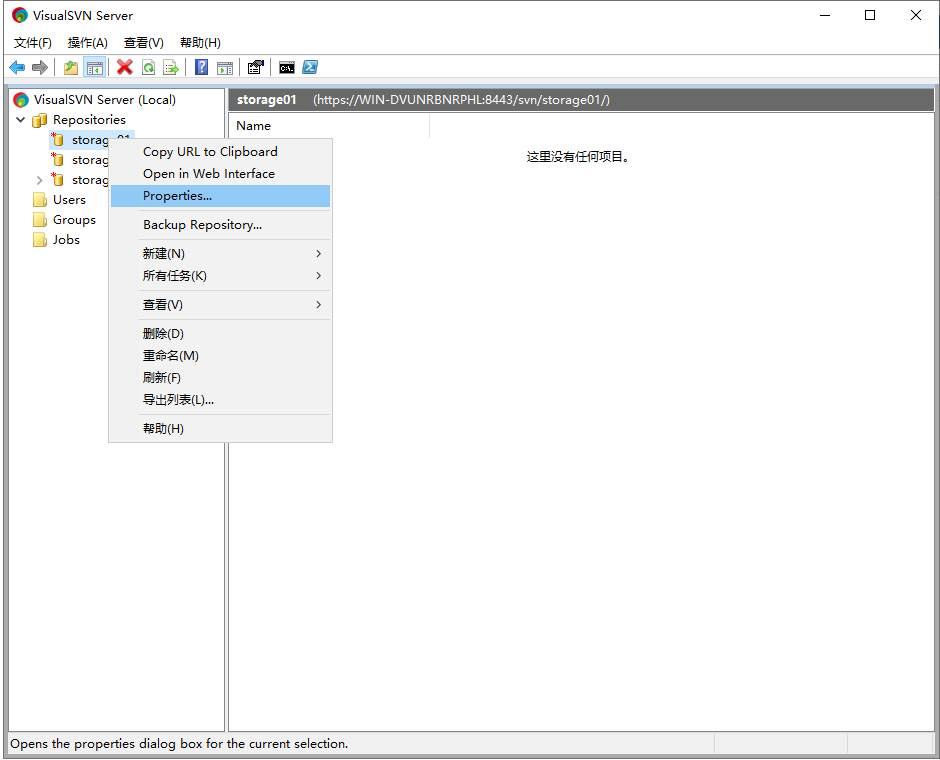 VisualSVN Server
文件(F) 操作(A) 查看(V) 帮助(H)
VisualSVN Server (Local)
Repositories
storag
storag
storag
Users
Groups
Jobs
storage01 (https://WIN-DVUNRBNRPHL:8443/svn/storage01/)
Name
这里没有任何项目。
Copy URL to Clipboard
Open in Web Interface
Properties...
Backup Repository...
新建(N)
所有任务(K)
查看(V)
删除(D)
重命名(M)
刷新(F)
导出列表(L)...
帮助(H)
Opens the properties dialog box for the current selection.